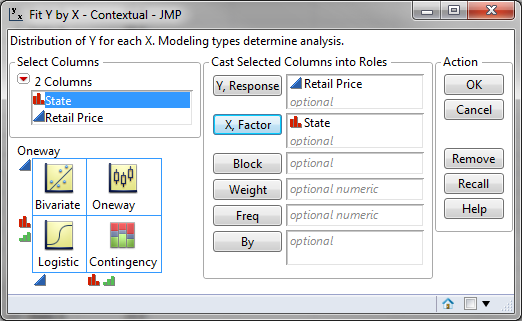 Fit Y by X - Contextual - JMP
Distribution of Y for each X. Modeling types determine analysis.
Select Columns
2 Columns
State
Retail Price
Oneway
Bivariate
Oneway
Logistic
Contingency
Cast Selected Columns into Roles
Y, Response
Retail Price
optional
X, Factor
State
optional
Block
optional
Weight
optional numeric
Freq
optional numeric
By
optional
Action
OK
Cancel
Remove
Recall
Help